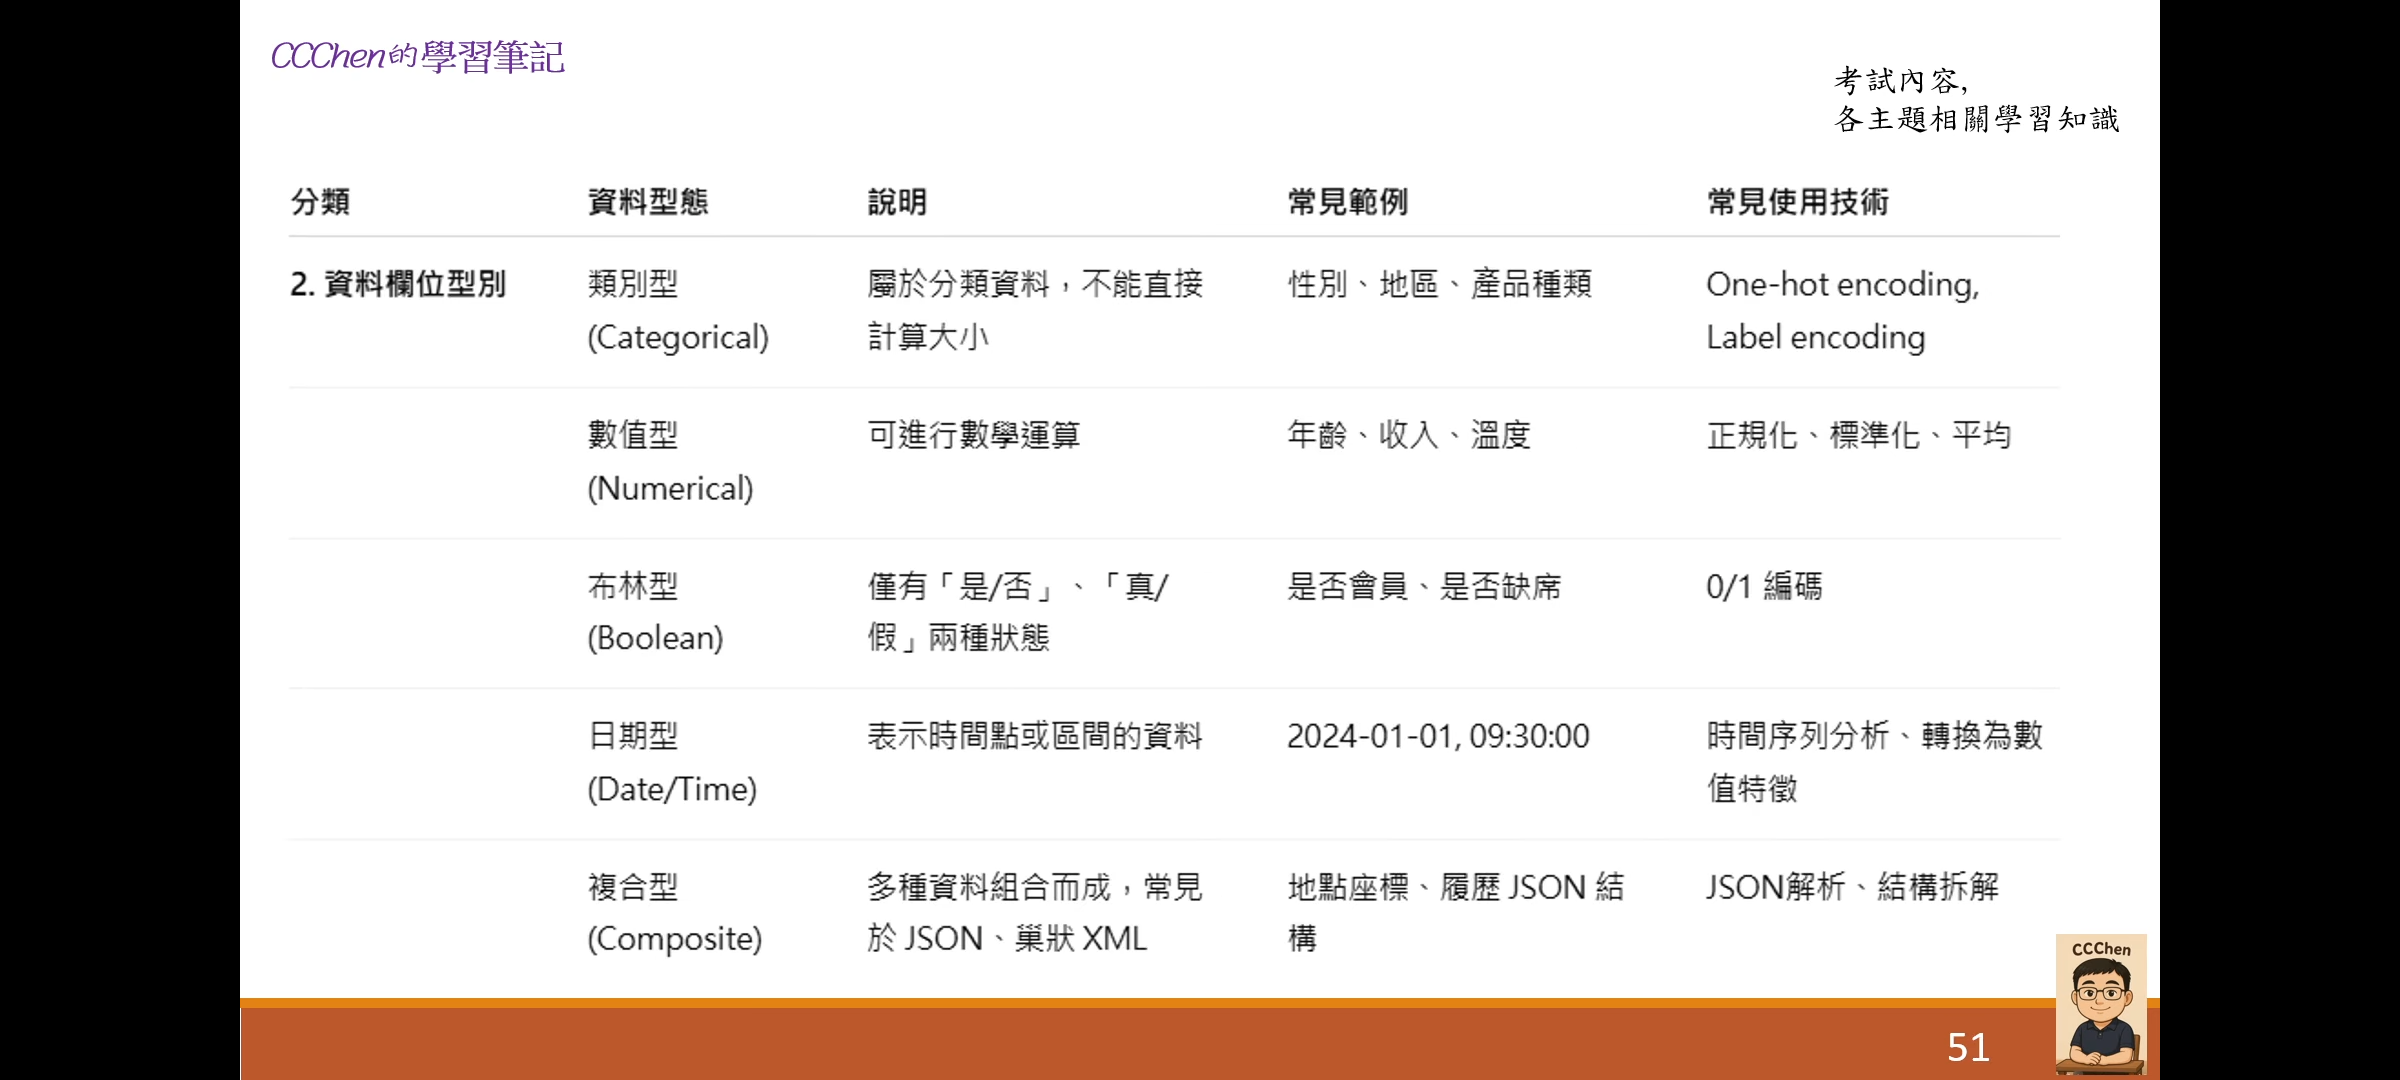 CCChen的學習筆記
考試內容,
各主題相關學習知識
分類 資料型態 說明 常見範例 常見使用技術
2. 資料欄位型別 類別型 屬於分類資料，不能直接 性別、地區、產品種類 One-hot encoding,
(Categorical) 計算大小 Label encoding
數值型 可進行數學運算 年齡、收入、溫度 正規化、標準化、平均
(Numerical)
布林型 僅有「是/否」、「真/ 是否會員、是否缺席 0/1 編碼
(Boolean) 假」兩種狀態
日期型 表示時間點或區間的資料 2024-01-01, 09:30:00 時間序列分析、轉換為數
(Date/Time) 值特徵
複合型 多種資料組合而成，常見 地點座標、履歷 JSON 結 JSON解析、結構拆解
(Composite) 於 JSON、巢狀 XML 構
CCChen
51